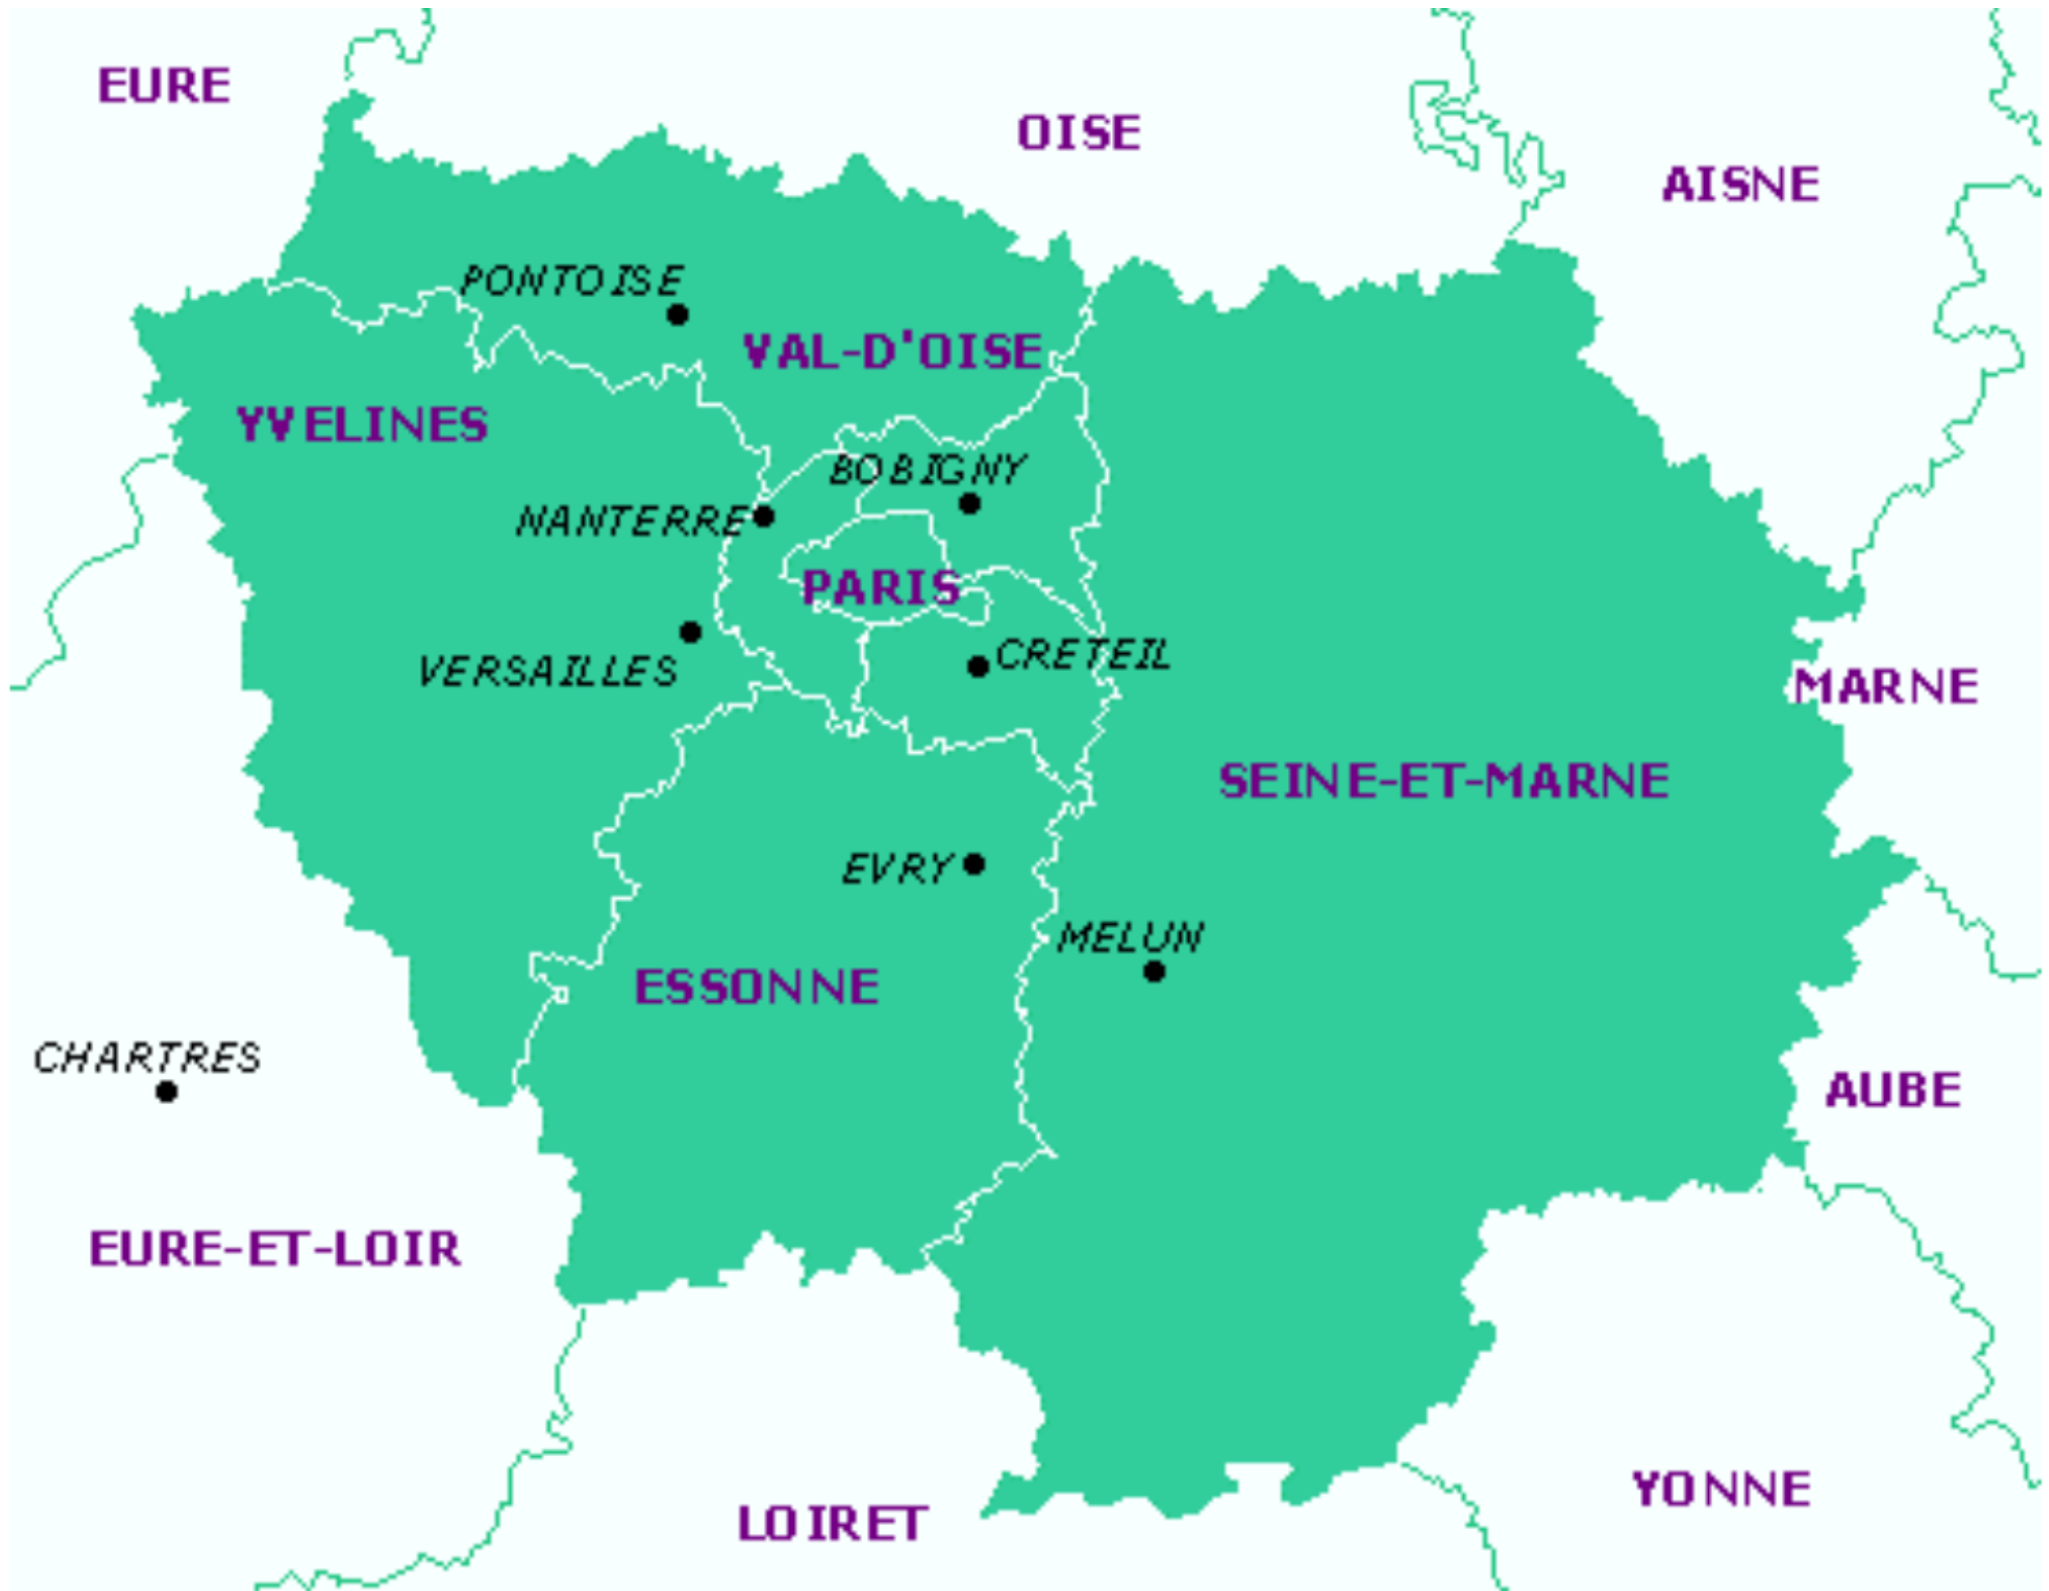 EURE
OISE
AISNE
PONTOISE
VAL-D'OISE
YVELINES
BOBIGNY
NANTERRE
PARIS
CRETEIL
VERSAILLES
MARNE
SEINE-ET-MARNE
EVRY
MELUN
ESSONNE
CHARTRES
AUBE
EURE-ET-LOIR
YONNE
LOIRET